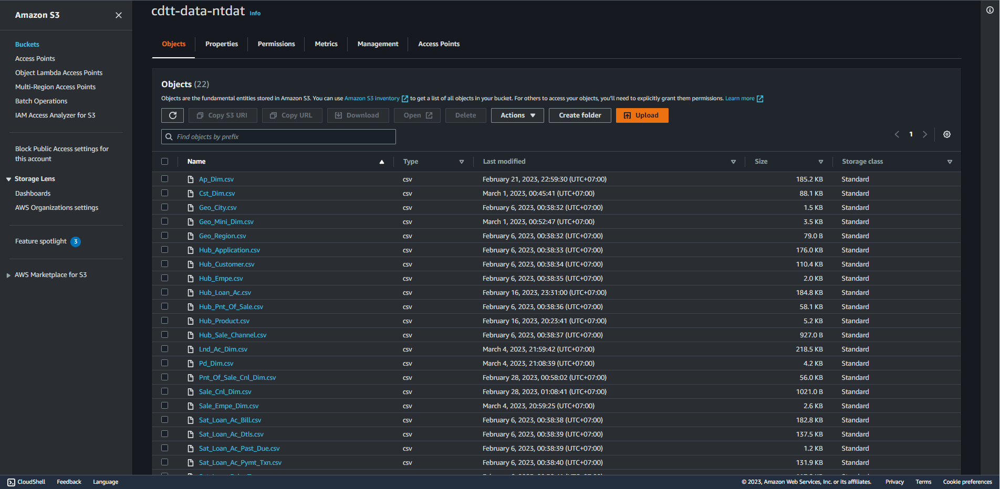 Amazon S3
Buckets
Access Points
Object Lambda Access Points
Multi-Region Access Points
Batch Operations
IAM Access Analyzer for S3
Block Public Access settings for
this account
Storage Lens
Dashboards
AWS Organizations settings
Feature spotlight 3
AWS Marketplace for S3
cdtt-data-ntdat Info
Objects Properties Permissions Metrics Management Access Points
Objects (22)
Objects are the fundamental entities stored in Amazon S3. You can use Amazon S3 inventory to get a list of all objects in your bucket. For others to access your objects, you'll need to explicitly grant them permissions. Learn more
Copy S3 URI Copy URL Download Open Delete Actions Create folder Upload
Find objects by prefix 1
Name Type Last modified Size Storage class
Ap_Dim.csv csv February 21, 2023, 22:59:30 (UTC+07:00) 185.2 KB Standard
Cst_Dim.csv csv March 1, 2023, 00:45:41 (UTC+07:00) 88.1 KB Standard
Geo_City.csv csv February 6, 2023, 00:38:32 (UTC+07:00) 1.5 KB Standard
Geo_Mini_Dim.csv csv March 1, 2023, 00:52:47 (UTC+07:00) 3.5 KB Standard
Geo_Region.csv csv February 6, 2023, 00:38:32 (UTC+07:00) 79.0 B Standard
Hub_Application.csv csv February 6, 2023, 00:38:33 (UTC+07:00) 176.0 KB Standard
Hub_Customer.csv csv February 6, 2023, 00:38:34 (UTC+07:00) 110.4 KB Standard
Hub_Empe.csv csv February 6, 2023, 00:38:35 (UTC+07:00) 2.0 KB Standard
Hub_Loan_Ac.csv csv February 16, 2023, 23:31:00 (UTC+07:00) 184.8 KB Standard
Hub_Pnt_Of_Sale.csv csv February 6, 2023, 00:38:36 (UTC+07:00) 58.1 KB Standard
Hub_Product.csv csv February 16, 2023, 20:23:41 (UTC+07:00) 5.2 KB Standard
Hub_Sale_Channel.csv csv February 6, 2023, 00:38:37 (UTC+07:00) 927.0 B Standard
Lnd_Ac_Dim.csv csv March 4, 2023, 21:59:42 (UTC+07:00) 218.5 KB Standard
Pd_Dim.csv csv March 4, 2023, 21:08:39 (UTC+07:00) 4.2 KB Standard
Pnt_Of_Sale_Cnl_Dim.csv csv February 28, 2023, 00:58:02 (UTC+07:00) 56.0 KB Standard
Sale_Cnl_Dim.csv csv February 28, 2023, 01:08:41 (UTC+07:00) 1021.0 B Standard
Sale_Empe_Dim.csv csv March 4, 2023, 20:59:25 (UTC+07:00) 2.6 KB Standard
Sat_Loan_Ac_Bill.csv csv February 6, 2023, 00:38:38 (UTC+07:00) 182.8 KB Standard
Sat_Loan_Ac_Dtls.csv csv February 6, 2023, 00:38:39 (UTC+07:00) 137.5 KB Standard
Sat_Loan_Ac_Past_Due.csv csv February 6, 2023, 00:38:39 (UTC+07:00) 1.2 KB Standard
Sat_Loan_Ac_Pymt_Txn.csv csv February 6, 2023, 00:38:40 (UTC+07:00) 131.9 KB Standard
CloudShell Feedback Language © 2023, Amazon Web Services, Inc. or its affiliates. Privacy Terms Cookie preferences